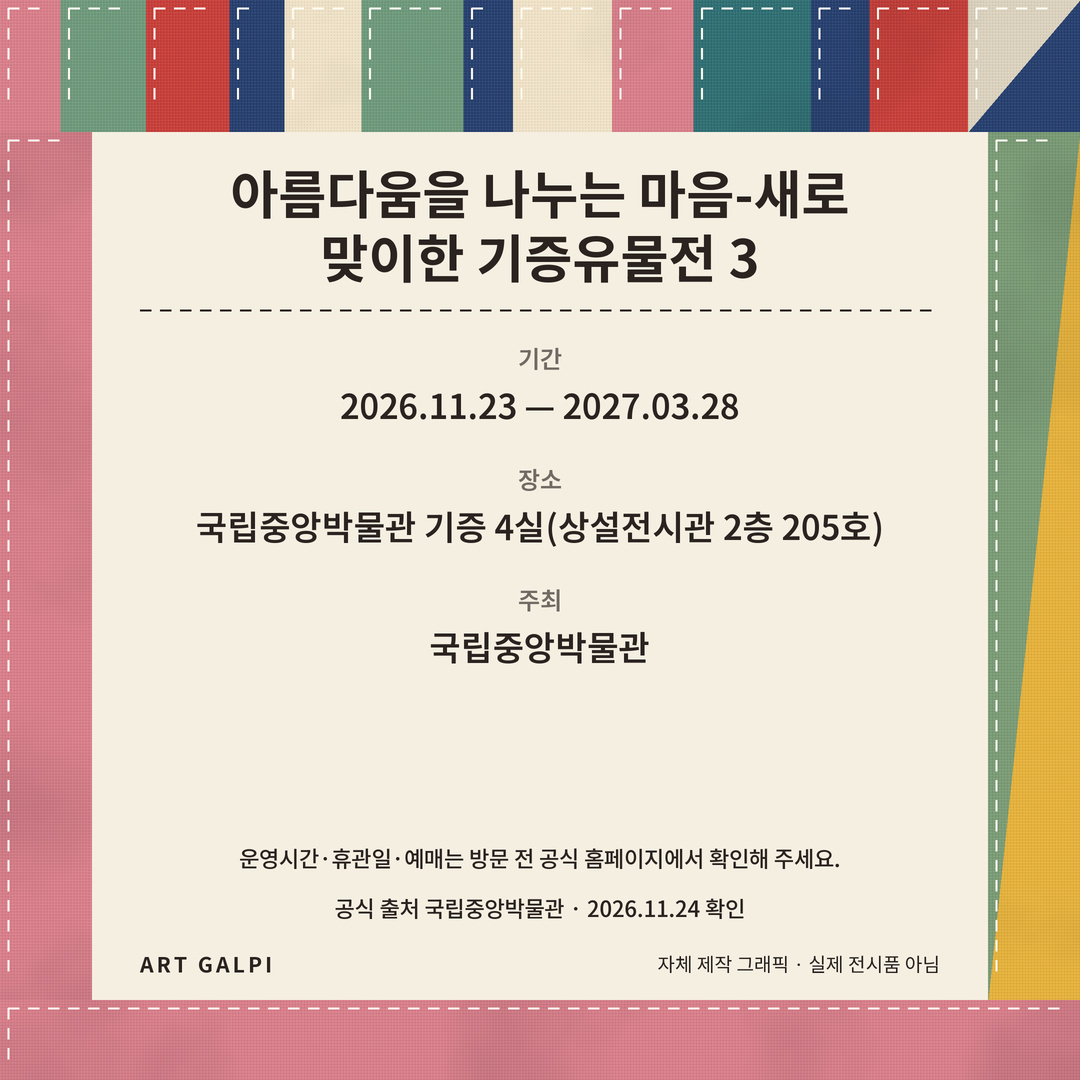 아름다움을 나누는 마음-새로
맞이한 기증유물전 3
기간
2026.11.23 — 2027.03.28
장소
국립중앙박물관 기증 4실(상설전시관 2층 205호)
주최
국립중앙박물관
운영시간·휴관일·예매는 방문 전 공식 홈페이지에서 확인해 주세요.
공식 출처 국립중앙박물관 · 2026.11.24 확인
ART GALPI
자체 제작 그래픽 · 실제 전시품 아님